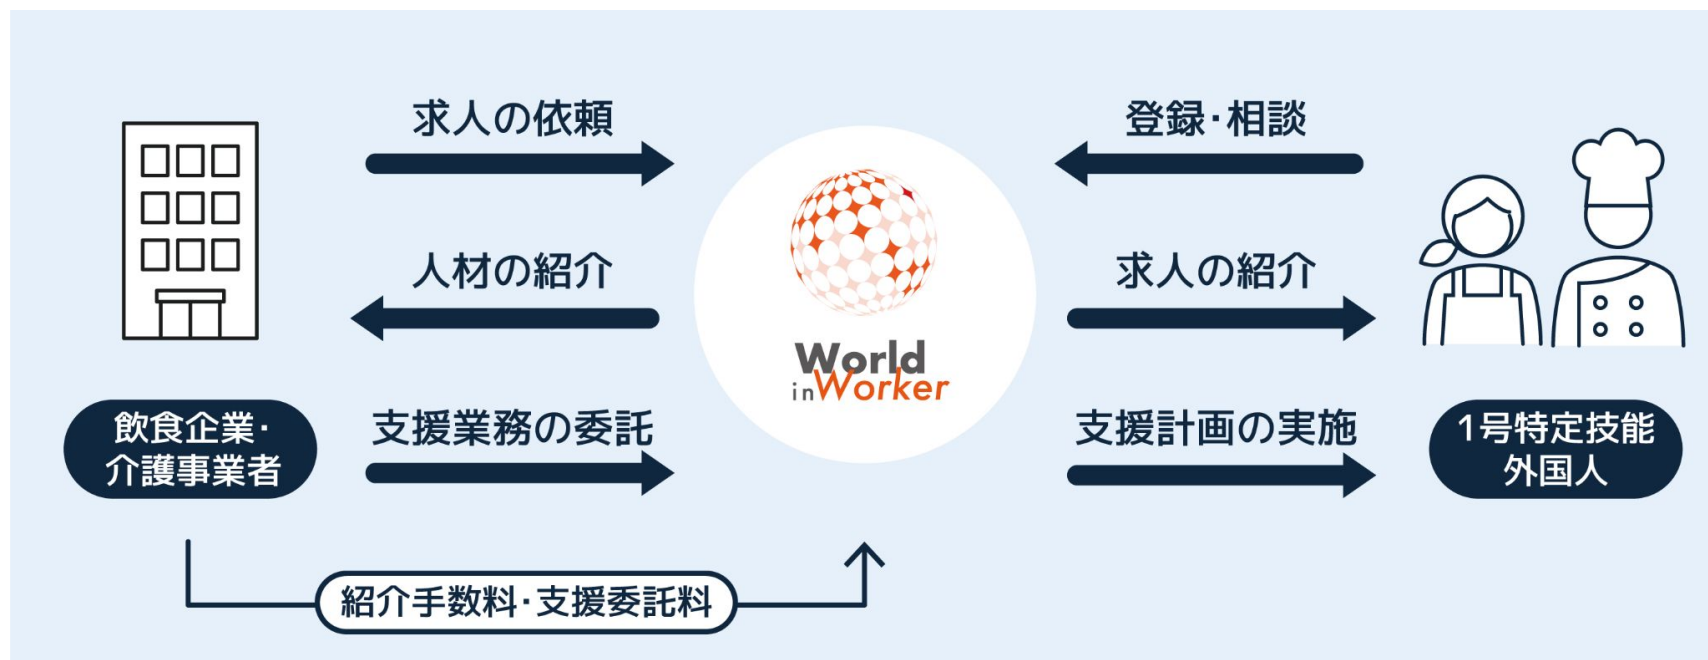 求人の依頼
登録・相談
人材の紹介
求人の紹介
World
inWorker
支援業務の委託
支援計画の実施
飲食企業・
介護事業者
1号特定技能
外国人
紹介手数料・支援委託料